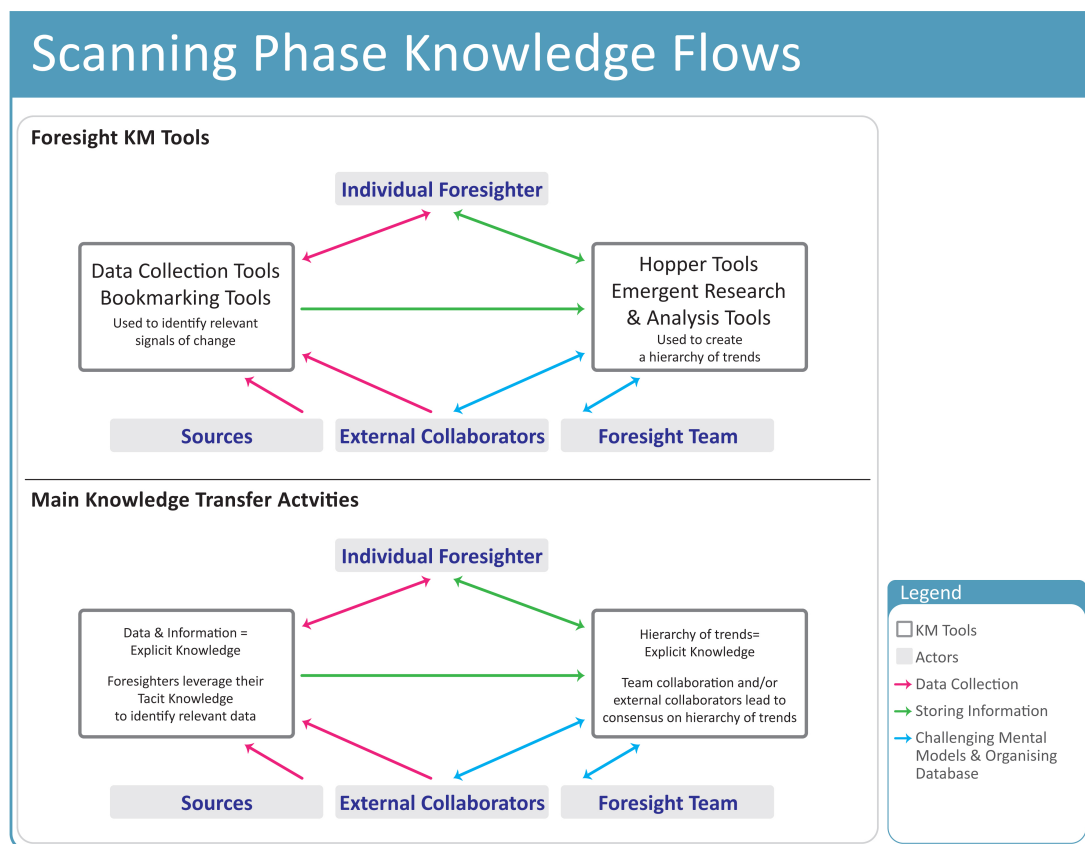 Scanning Phase Knowledge Flows
Foresight KM Tools
Individual Foresighter
Data Collection Tools
Bookmarking Tools
Used to identify relevant
signals of change
Hopper Tools
Emergent Research
& Analysis Tools
Used to create
a hierarchy of trends
Sources
External Collaborators
Foresight Team
Main Knowledge Transfer Actvities
Individual Foresighter
Data & Information =
Explicit Knowledge
Foresighters leverage their
Tacit Knowledge
to identify relevant data
Hierarchy of trends=
Explicit Knowledge
Team collaboration and/or
external collaborators lead to
consensus on hierarchy of trends
Sources
External Collaborators
Foresight Team
Legend
KM Tools
Actors
Data Collection
Storing Information
Challenging Mental
Models & Organising
Database